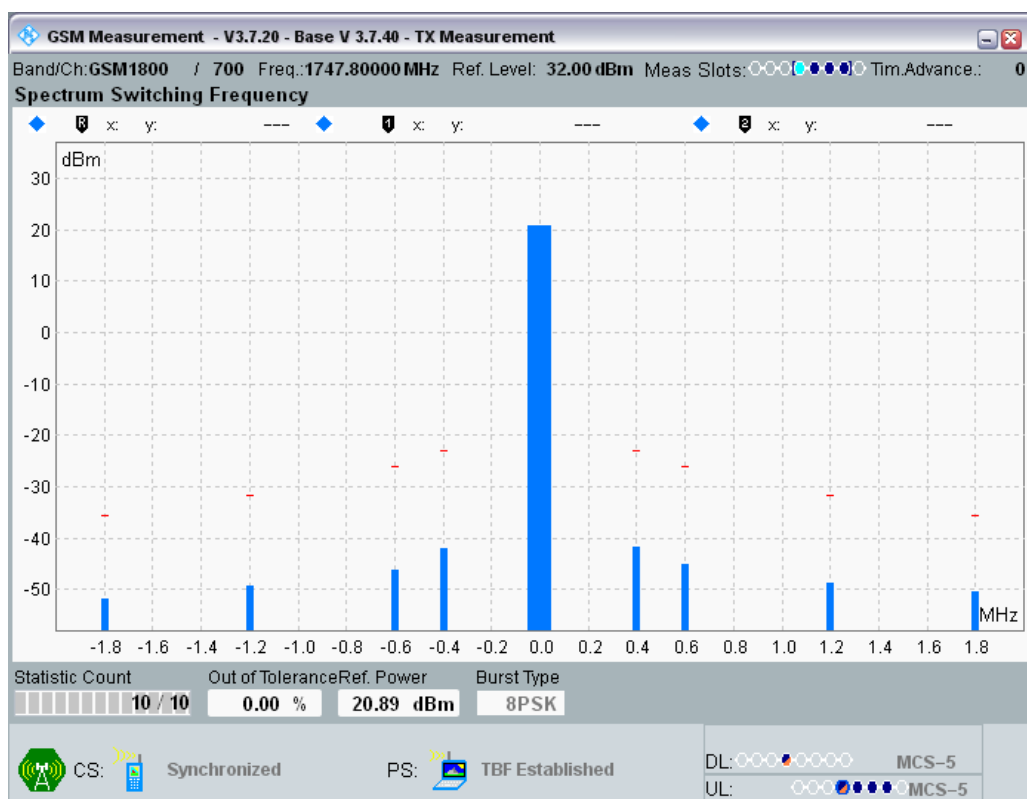 GSM Measurement - V3.7.20 - Base V 3.7.40 - TX Measurement
Band/Ch:GSM1800 / 700 Freq.:1747.80000 MHz Ref. Level: 32.00 dBm Meas Slots: Tim.Advance.: 0
Spectrum Switching Frequency
R x: y: --- 1 x: y: --- 2 x: y: ---
dBm
30
20
10
0
-10
-20
-30
-40
-50
MHz
-1.8 -1.6 -1.4 -1.2 -1.0 -0.8 -0.6 -0.4 -0.2 0.0 0.2 0.4 0.6 0.8 1.0 1.2 1.4 1.6 1.8
Statistic Count Out of Tolerance Ref. Power Burst Type
10 / 10 0.00 % 20.89 dBm 8PSK
CS: Synchronized PS: TBF Established
DL: MCS-5
UL: MCS-5